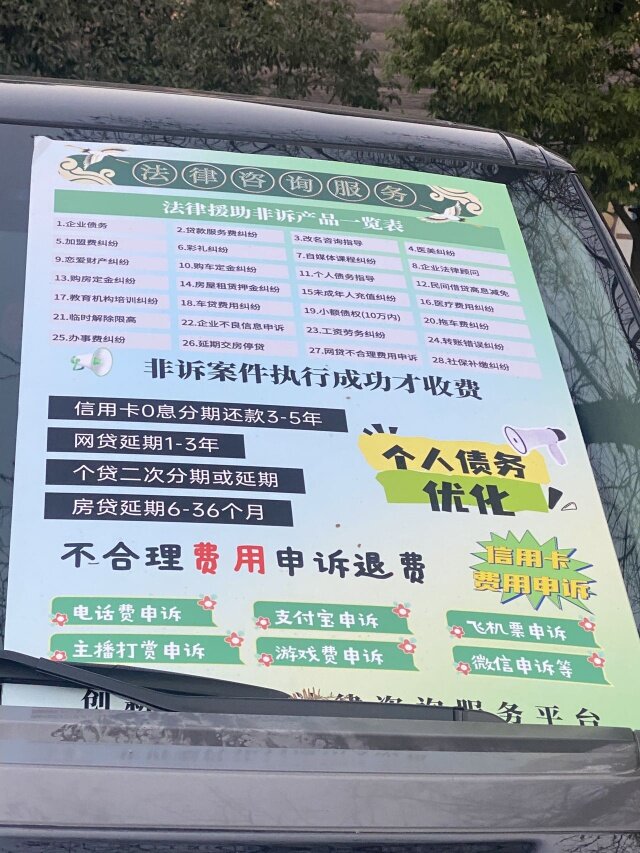 法律咨询服务
法律援助非诉产品一览表
1.企业债务 2.贷款服务费纠纷 3.改名咨询指导 4.医美纠纷
5.加盟费纠纷 6.彩礼纠纷 7.自媒体课程纠纷 8.企业法律顾问
9.恋爱财产纠纷 10.购车定金纠纷 11.个人债务指导 12.民间借贷高息减免
13.购房定金纠纷 14.房屋租赁押金纠纷 15未成年人充值纠纷 16.医疗费用纠纷
17.教育机构培训纠纷 18.车贷费用纠纷 19.小额债权(10万内) 20.拖车费纠纷
21.临时解除限高 22.企业不良信息申诉 23.工资劳务纠纷 24.转账错误纠纷
25.办事费纠纷 26.延期交房停贷 27.网贷不合理费用申诉 28.社保补缴纠纷
非诉案件执行成功才收费
信用卡0息分期还款3-5年
网贷延期1-3年
个贷二次分期或延期
房贷延期6-36个月
个人债务
优化
不合理费用申诉退费
信用卡
费用申诉
电话费申诉 支付宝申诉 飞机票申诉
主播打赏申诉 游戏费申诉 微信申诉等
创 律咨询服务平台